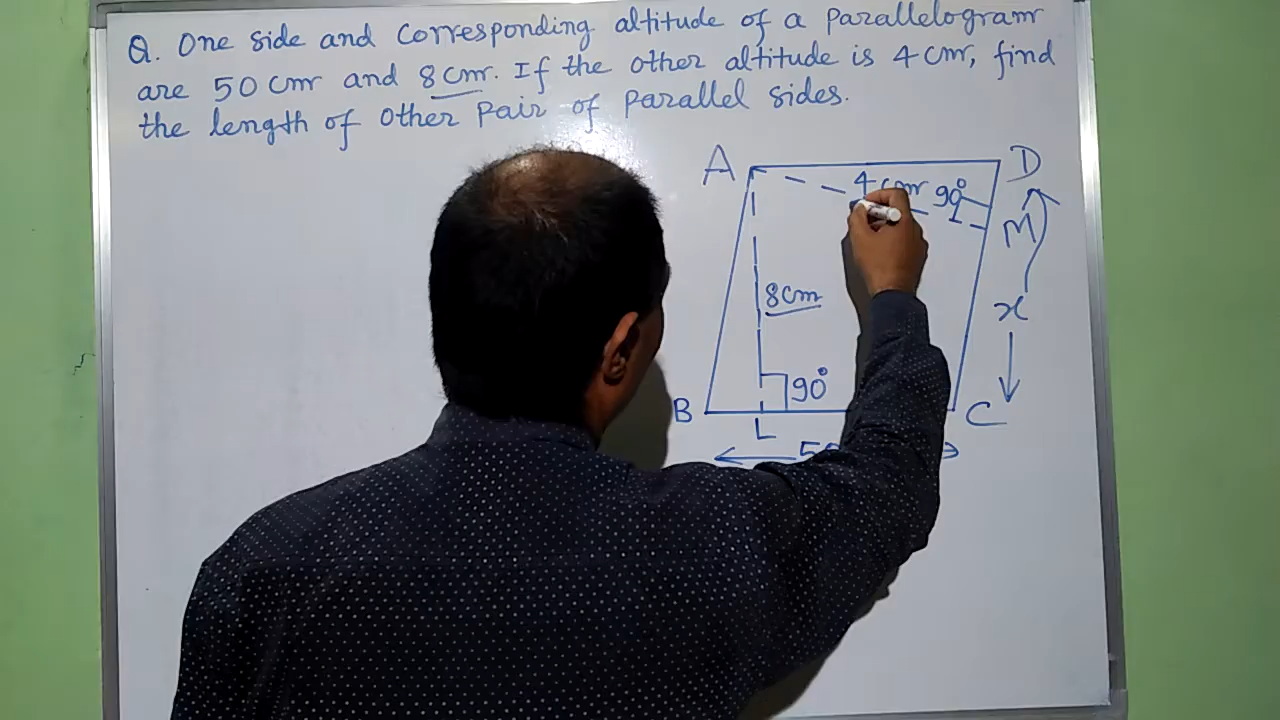 Q. One side and corresponding altitude of a parallelogram
are 50 cm and 8 cm. If the other altitude is 4 cm, find
the length of other pair of parallel sides.
A
D
4 cm
90°
M
8cm
x
90°
B
C
L